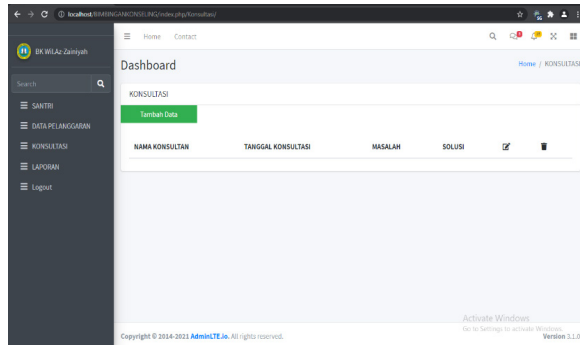 localhost/BIMBINGANKONSELING/index.php/Konsultasi/
BK Wil.Az-Zainiyah
Home Contact
Search
SANTRI
DATA PELANGGARAN
KONSULTASI
LAPORAN
Logout
Dashboard
Home / KONSULTASI
KONSULTASI
Tambah Data
NAMA KONSULTAN TANGGAL KONSULTASI MASALAH SOLUSI
Activate Windows
Go to Settings to activate Windows.
Copyright © 2014-2021 AdminLTE.io. All rights reserved.
Version 3.1.0